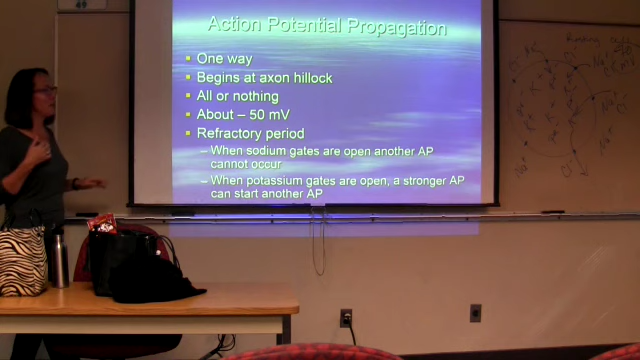 Action Potential Propagation
One way
Begins at axon hillock
All or nothing
About – 50 mV
Refractory period
– When sodium gates are open another AP
cannot occur
– When potassium gates are open, a stronger AP
can start another AP